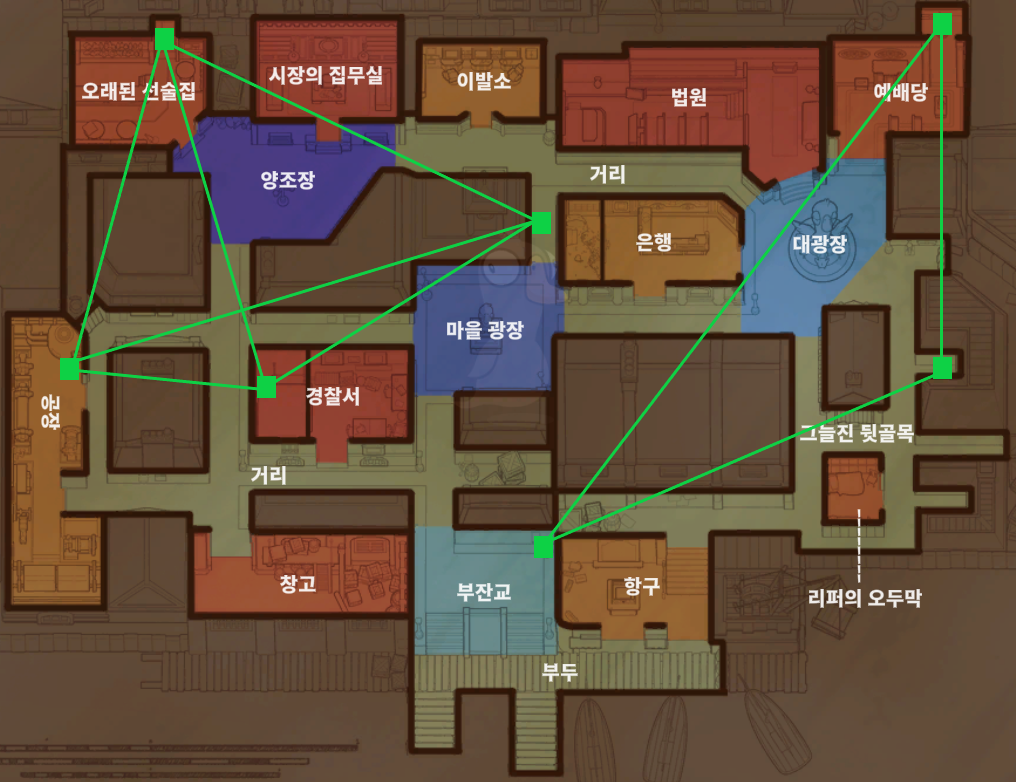 오래된 선술집
시장의 집무실
이발소
법원
예배당
양조장
거리
은행
대광장
마을 광장
공장
경찰서
그늘진 뒷골목
거리
창고
부잔교
항구
리퍼의 오두막
부두